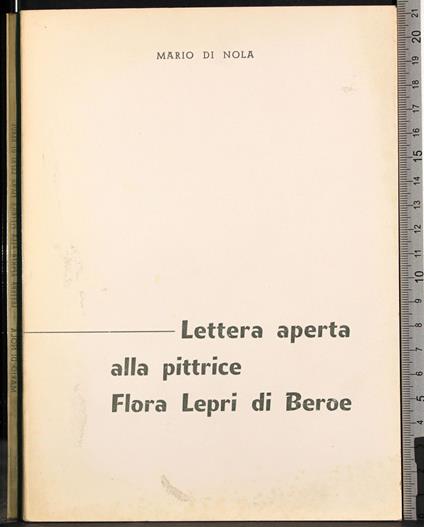 MARIO DI NOLA
Lettera aperta
alla pittrice
Flora Lepri di Beroe